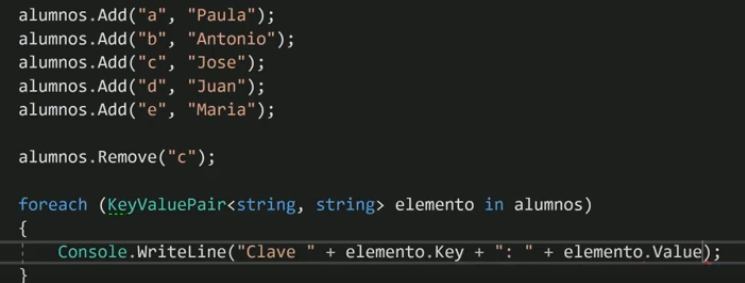 alumnos.Add("a", "Paula");
alumnos.Add("b", "Antonio");
alumnos.Add("c", "Jose");
alumnos.Add("d", "Juan");
alumnos.Add("e", "Maria");
alumnos.Remove("c");
foreach (KeyValuePair<string, string> elemento in alumnos)
{
Console.WriteLine("Clave " + elemento.Key + ": " + elemento.Value);
}